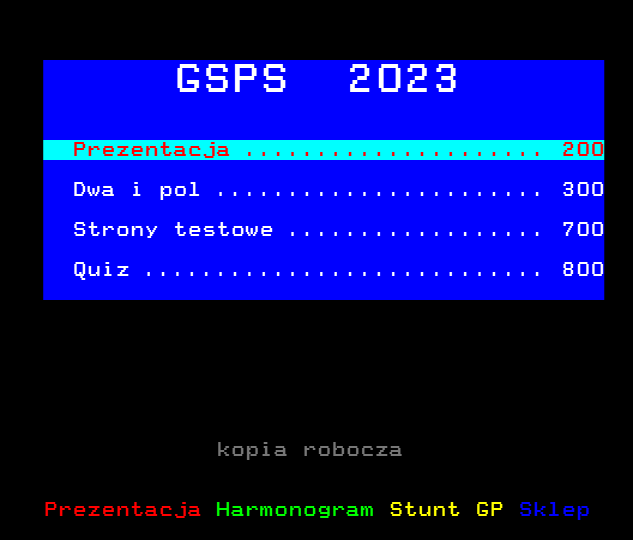 GSPS 2023
Prezentacja ..................... 200
Dwa i pol ....................... 300
Strony testowe .................. 700
Quiz ............................ 800
kopia robocza
Prezentacja Harmonogram Stunt GP Sklep